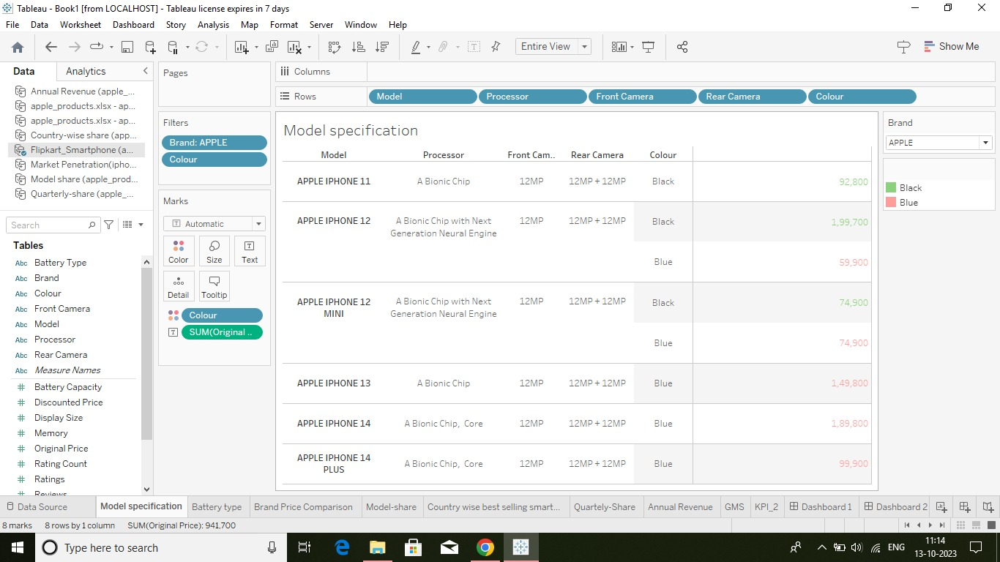 Tableau - Book1 [from LOCALHOST] - Tableau license expires in 7 days
File Data Worksheet Dashboard Story Analysis Map Format Server Window Help
Entire View
Show Me
Data Analytics
Annual Revenue (apple_...
apple_products.xlsx - ap...
apple_products.xlsx - ap...
Country-wise share (app...
Flipkart_Smartphone (a...
Market Penetration(ipho...
Model share (apple_prod...
Quarterly-share (apple_...
Search
Tables
Abc Battery Type
Abc Brand
Abc Colour
Abc Front Camera
Abc Model
Abc Processor
Abc Rear Camera
Abc Measure Names
# Battery Capacity
# Discounted Price
# Display Size
# Memory
# Original Price
# Rating Count
# Ratings
Reviews
Pages
Filters
Brand: APPLE
Colour
Marks
T Automatic
Color Size T Text
Detail Tooltip
Colour
T SUM(Original ..
Columns
Rows Model Processor Front Camera Rear Camera Colour
Model specification
Model Processor Front Cam.. Rear Camera Colour
APPLE IPHONE 11 A Bionic Chip 12MP 12MP + 12MP Black 92,800
APPLE IPHONE 12 A Bionic Chip with Next 12MP 12MP + 12MP Black 1,99,700
Generation Neural Engine
Blue 59,900
APPLE IPHONE 12 A Bionic Chip with Next 12MP 12MP + 12MP Black 74,900
MINI Generation Neural Engine
Blue 74,900
APPLE IPHONE 13 A Bionic Chip 12MP 12MP + 12MP Blue 1,49,800
APPLE IPHONE 14 A Bionic Chip, Core 12MP 12MP + 12MP Blue 1,89,800
APPLE IPHONE 14 A Bionic Chip, Core 12MP 12MP + 12MP Blue 99,900
PLUS
Brand
APPLE
Black
Blue
Data Source Model specification Battery type Brand Price Comparison Model-share Country wise best selling smart... Quartely-Share Annual Revenue GMS KPI_2 Dashboard 1 Dashboard 2
8 marks 8 rows by 1 column SUM(Original Price): 941,700
Type here to search
ENG
11:14
13-10-2023